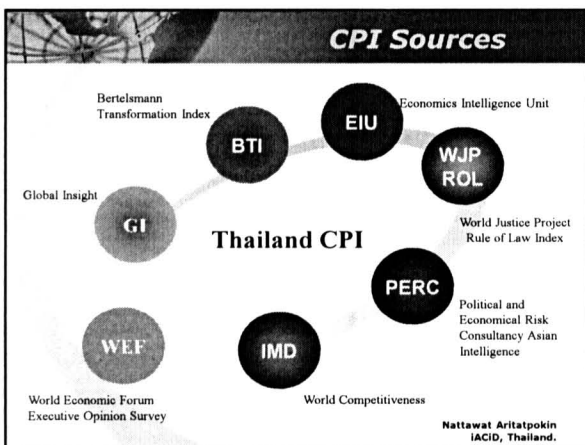 CPI Sources
Bertelsmann
Transformation Index
BTI
EIU
Economics Intelligence Unit
WJP
ROL
World Justice Project
Rule of Law Index
Global Insight
GI
Thailand CPI
PERC
Political and
Economical Risk
Consultancy Asian
Intelligence
WEF
World Economic Forum
Executive Opinion Survey
IMD
World Competitiveness
Nattawat Aritatpokin
iACiD, Thailand.